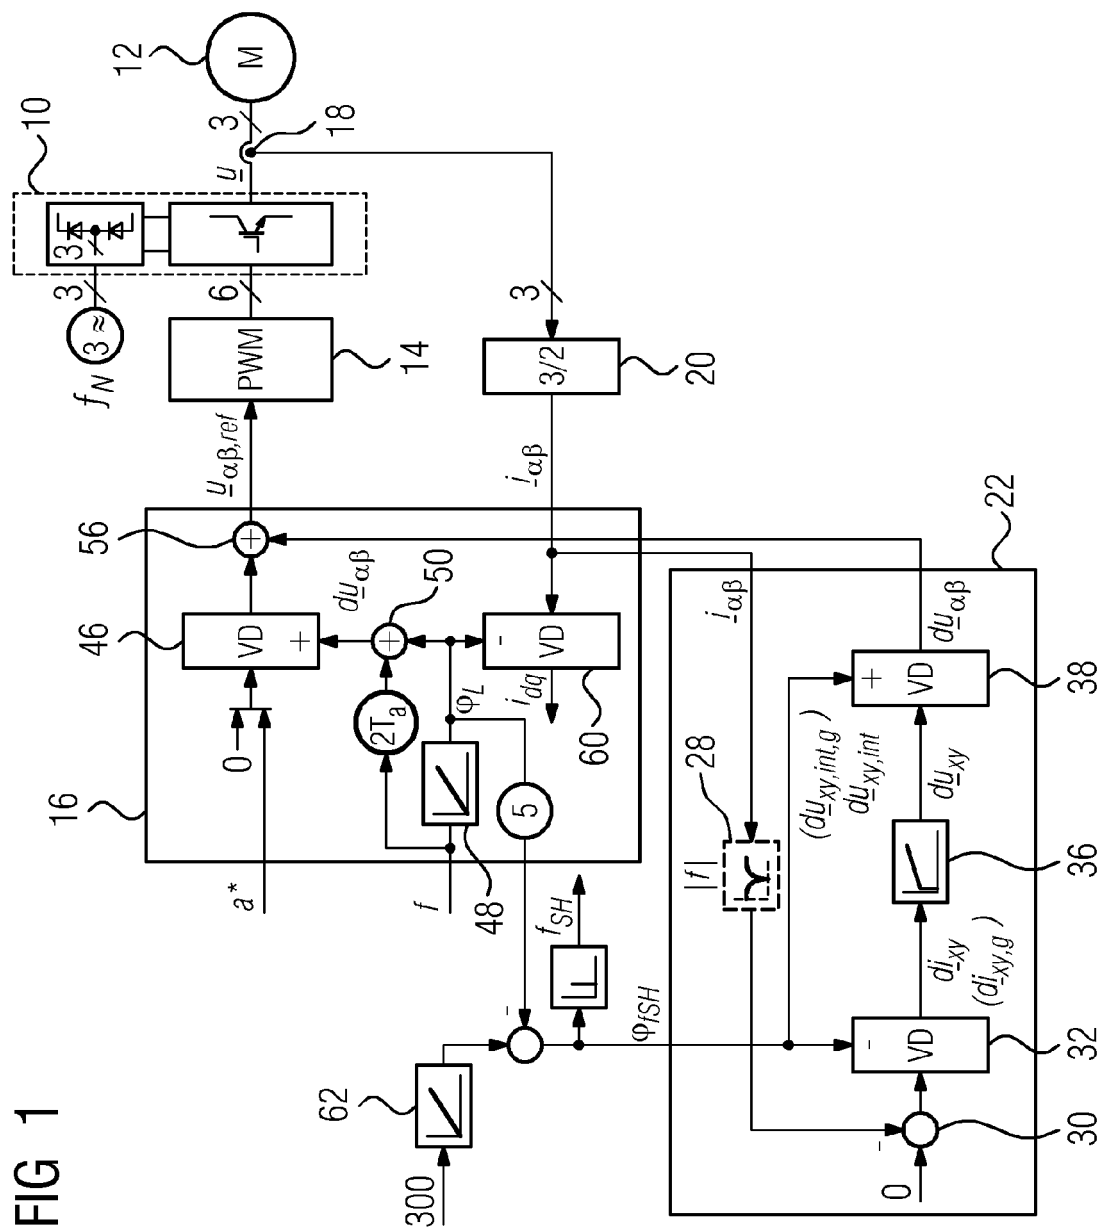 FIG 1
10
12
M
3
18
u
3
3
3 ≈
f_N
6
PWM
14
u_αβ,ref
3
3/2
20
i_αβ
16
56
+
46
VD
+
0
a*
du_αβ
50
+
2T_a
φ_L
-
VD
i_dq
60
5
48
f
f_SH
-
62
300
φ_fSH
22
i_αβ
28
|f|
(du_xy,int,g)
du_xy,int
du_αβ
+
VD
38
du_xy
36
di_xy
(di_xy,g)
-
VD
32
-
30
0